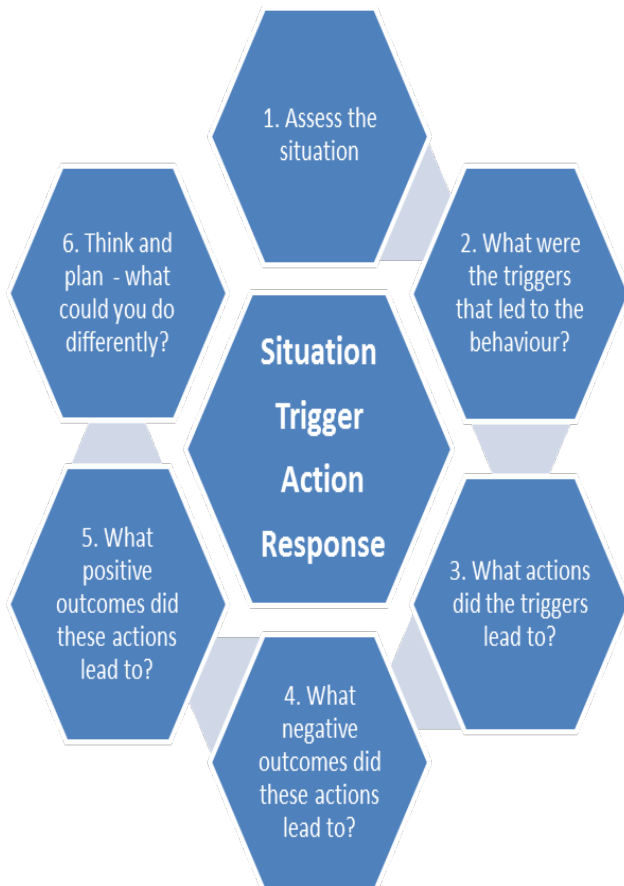 1. Assess the
situation
2. What were
the triggers
that led to the
behaviour?
3. What actions
did the triggers
lead to?
4. What
negative
outcomes did
these actions
lead to?
5. What
positive
outcomes did
these actions
lead to?
6. Think and
plan - what
could you do
differently?
Situation
Trigger
Action
Response